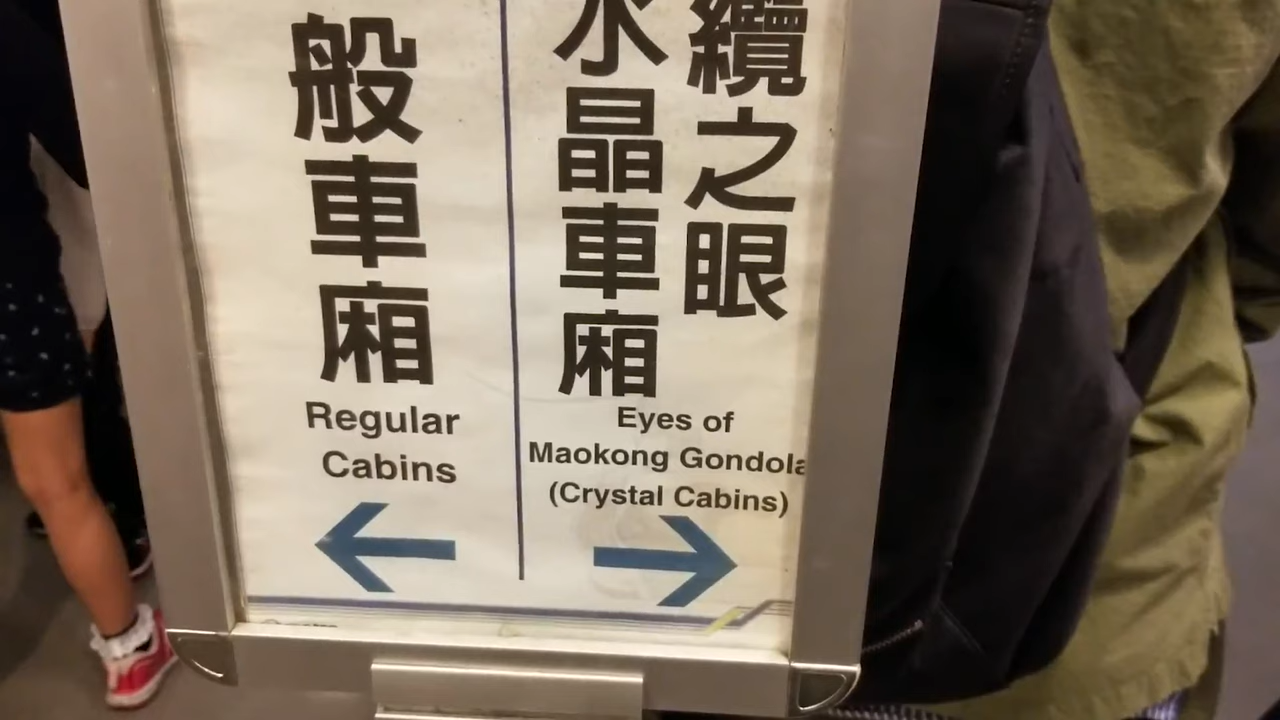 般車廂
Regular
Cabins
纜之眼
水晶車廂
Eyes of
Maokong Gondola
(Crystal Cabins)